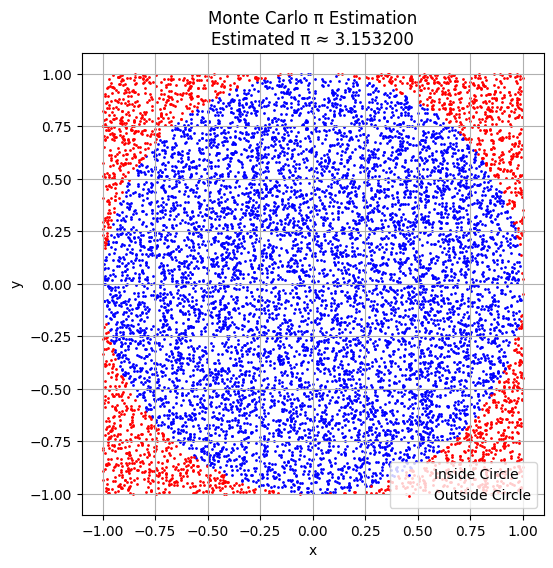 Monte Carlo π Estimation
Estimated π ≈ 3.153200
1.00
0.75
0.50
0.25
0.00
−0.25
−0.50
−0.75
−1.00
y
Inside Circle
Outside Circle
−1.00 −0.75 −0.50 −0.25 0.00 0.25 0.50 0.75 1.00
x